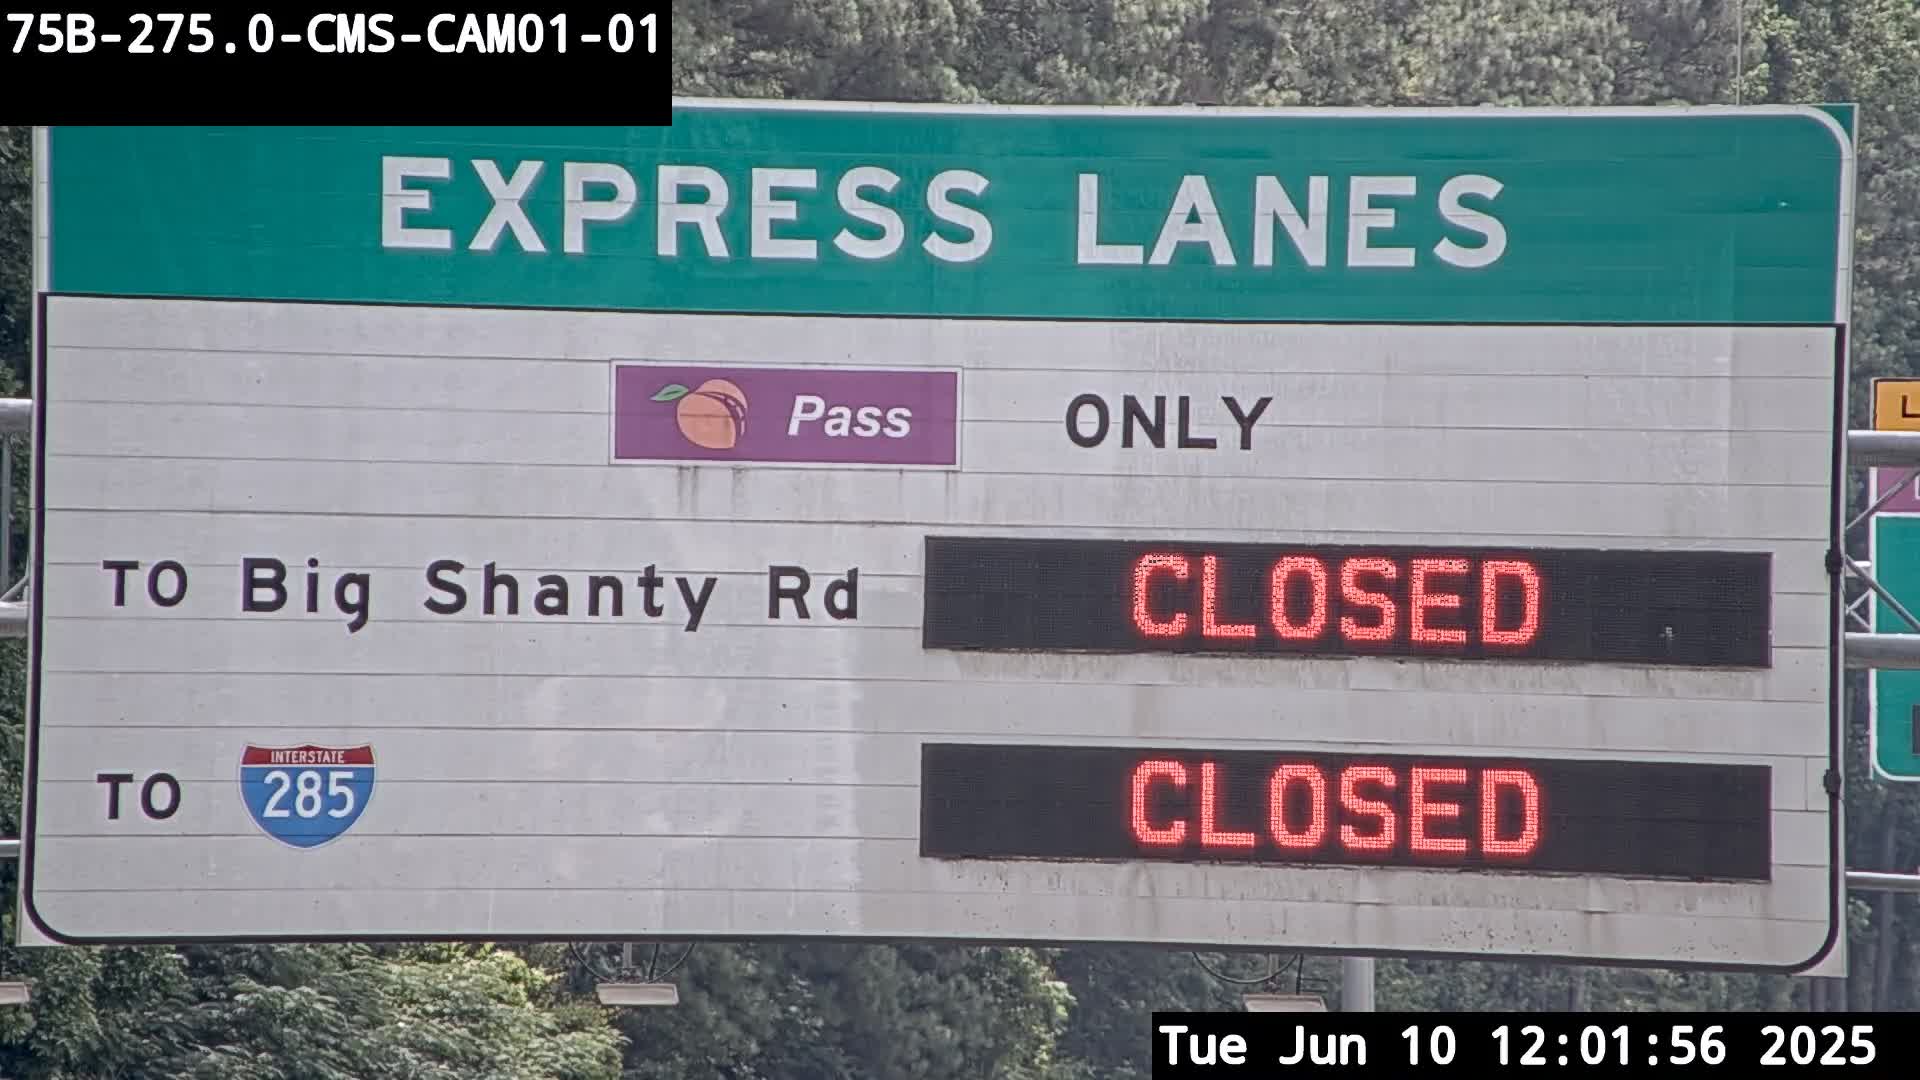 75B-275.0-CMS-CAM01-01
EXPRESS LANES
Pass ONLY
TO Big Shanty Rd CLOSED
TO INTERSTATE 285 CLOSED
Tue Jun 10 12:01:56 2025